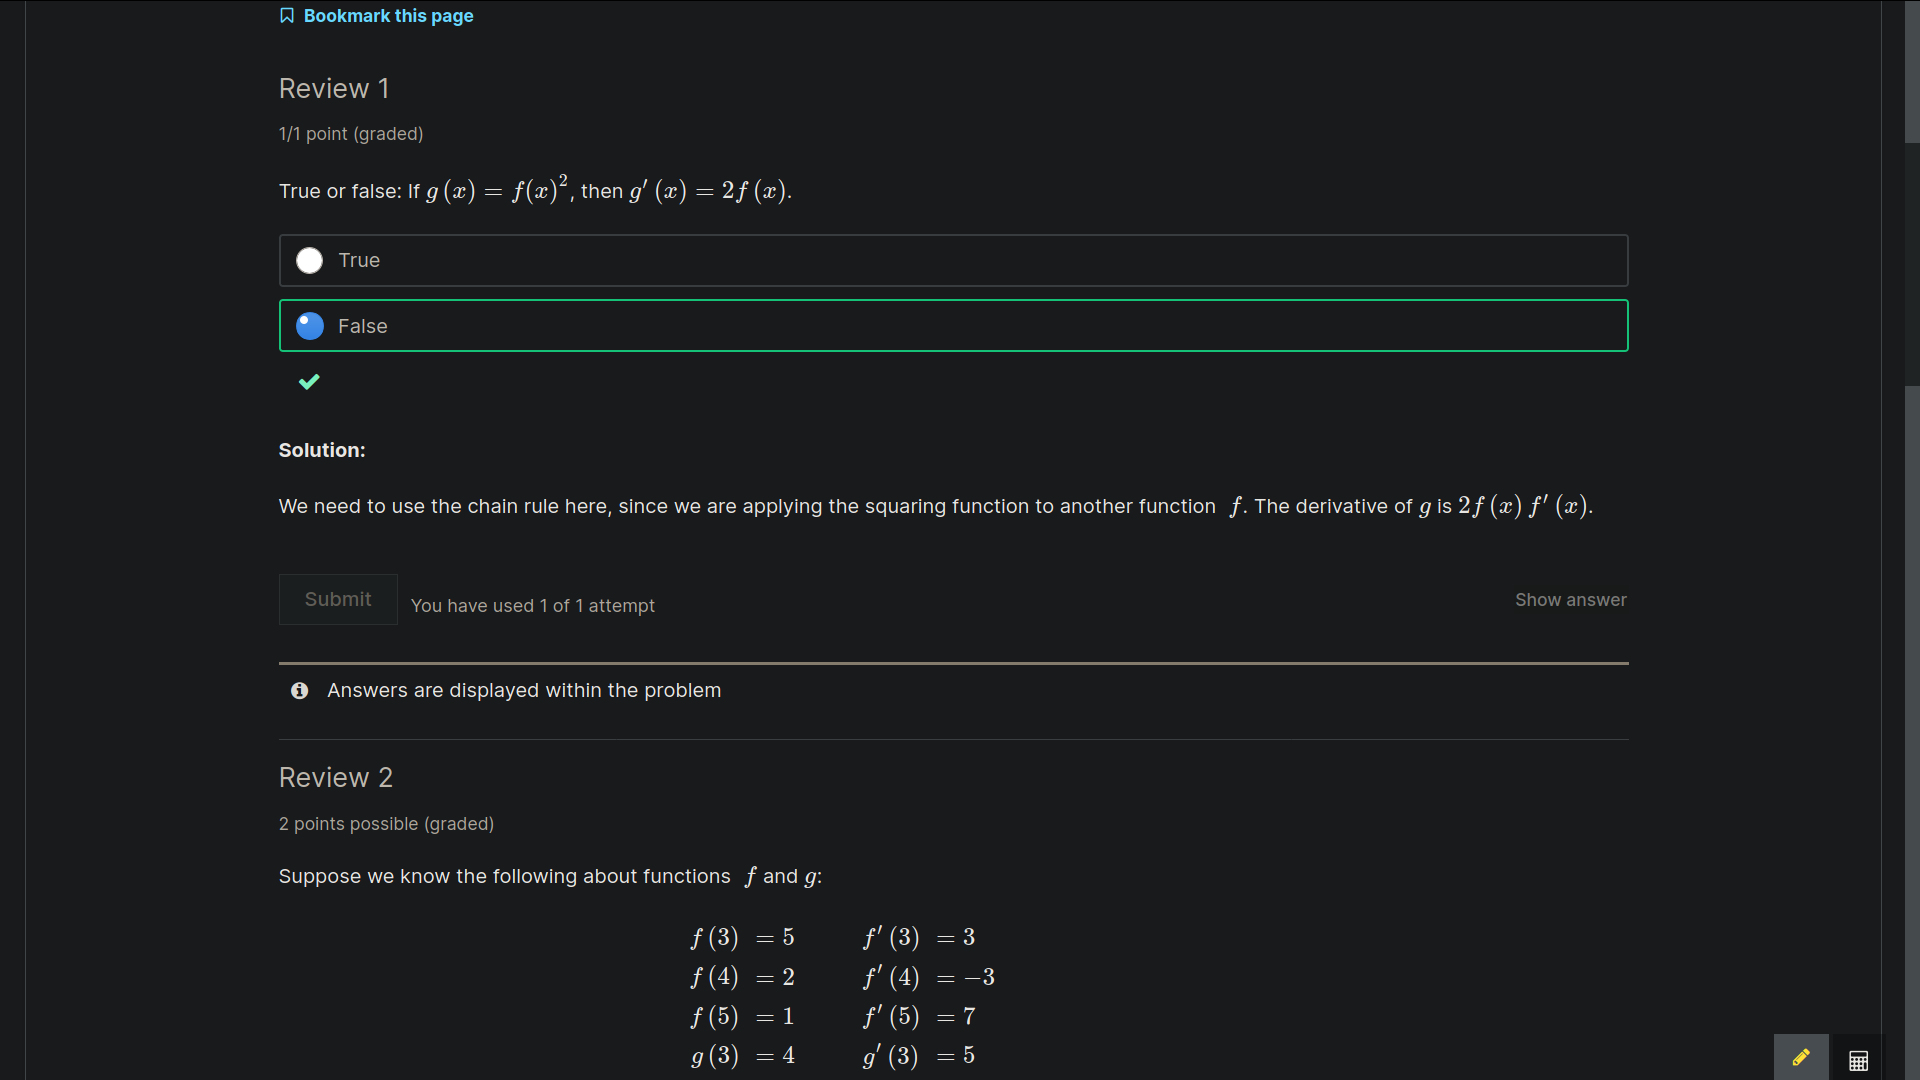 Bookmark this page
Review 1
1/1 point (graded)
True or false: If g (x) = f(x)², then g′ (x) = 2f (x).
True
False
Solution:
We need to use the chain rule here, since we are applying the squaring function to another function f. The derivative of g is 2f (x) f′ (x).
Submit You have used 1 of 1 attempt Show answer
Answers are displayed within the problem
Review 2
2 points possible (graded)
Suppose we know the following about functions f and g:
f (3) = 5 f′ (3) = 3
f (4) = 2 f′ (4) = −3
f (5) = 1 f′ (5) = 7
g (3) = 4 g′ (3) = 5